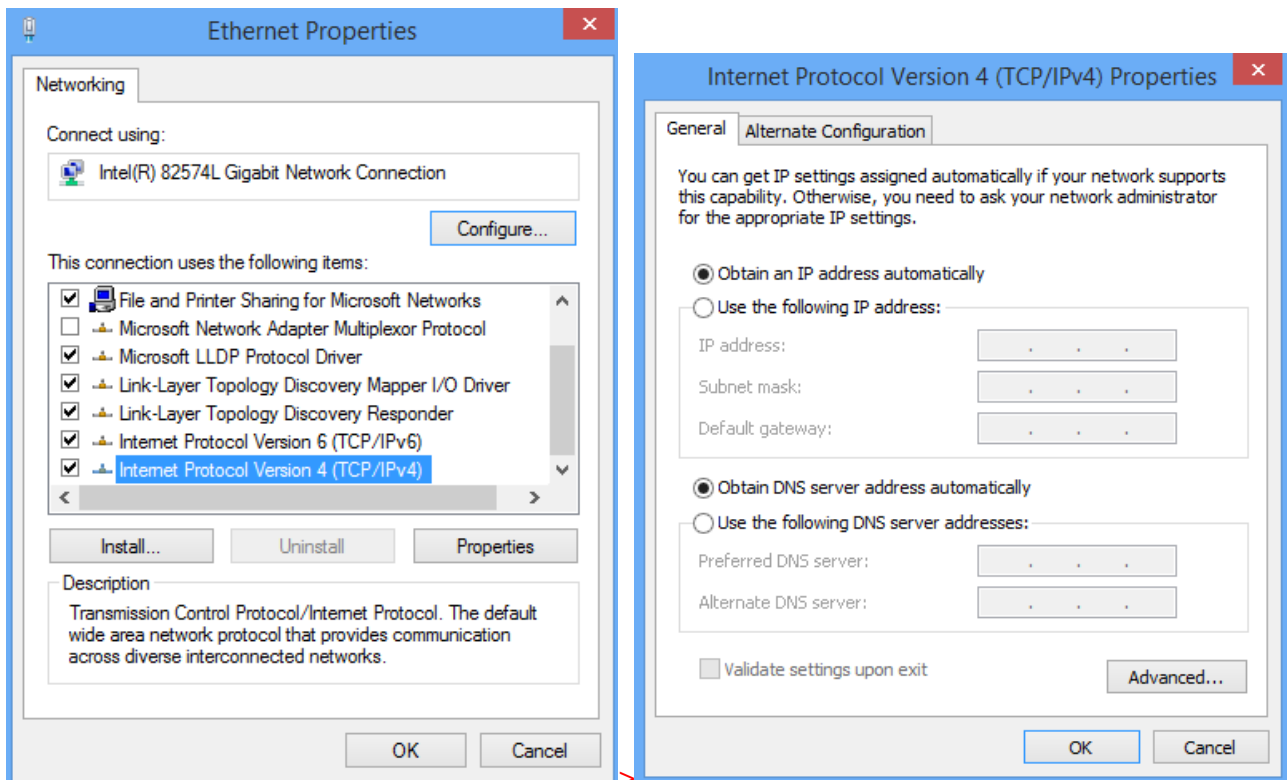 Ethernet Properties
Networking
Connect using:
Intel(R) 82574L Gigabit Network Connection
Configure...
This connection uses the following items:
File and Printer Sharing for Microsoft Networks
Microsoft Network Adapter Multiplexor Protocol
Microsoft LLDP Protocol Driver
Link-Layer Topology Discovery Mapper I/O Driver
Link-Layer Topology Discovery Responder
Internet Protocol Version 6 (TCP/IPv6)
Internet Protocol Version 4 (TCP/IPv4)
Install...
Uninstall
Properties
Description
Transmission Control Protocol/Internet Protocol. The default
wide area network protocol that provides communication
across diverse interconnected networks.
OK
Cancel
Internet Protocol Version 4 (TCP/IPv4) Properties
General
Alternate Configuration
You can get IP settings assigned automatically if your network supports
this capability. Otherwise, you need to ask your network administrator
for the appropriate IP settings.
Obtain an IP address automatically
Use the following IP address:
IP address:
Subnet mask:
Default gateway:
Obtain DNS server address automatically
Use the following DNS server addresses:
Preferred DNS server:
Alternate DNS server:
Validate settings upon exit
Advanced...
OK
Cancel